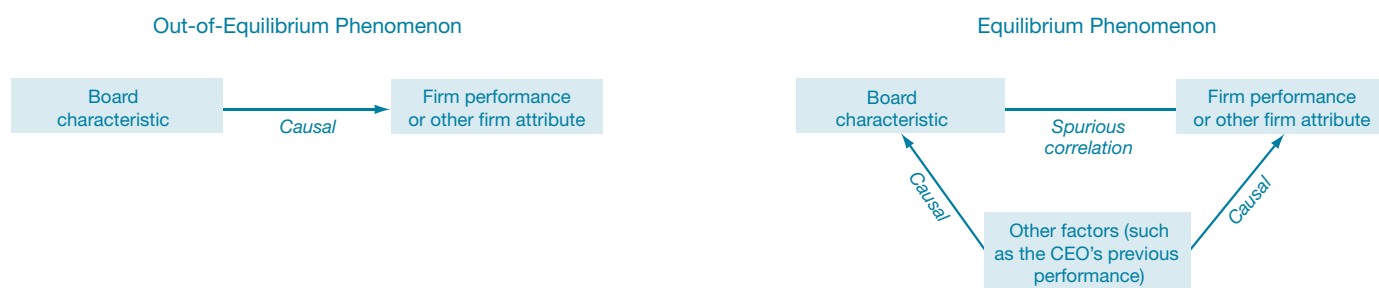 Out-of-Equilibrium Phenomenon
Board
characteristic
Causal
Firm performance
or other firm attribute
Equilibrium Phenomenon
Board
characteristic
Spurious
correlation
Firm performance
or other firm attribute
Causal
Causal
Other factors (such
as the CEO's previous
performance)